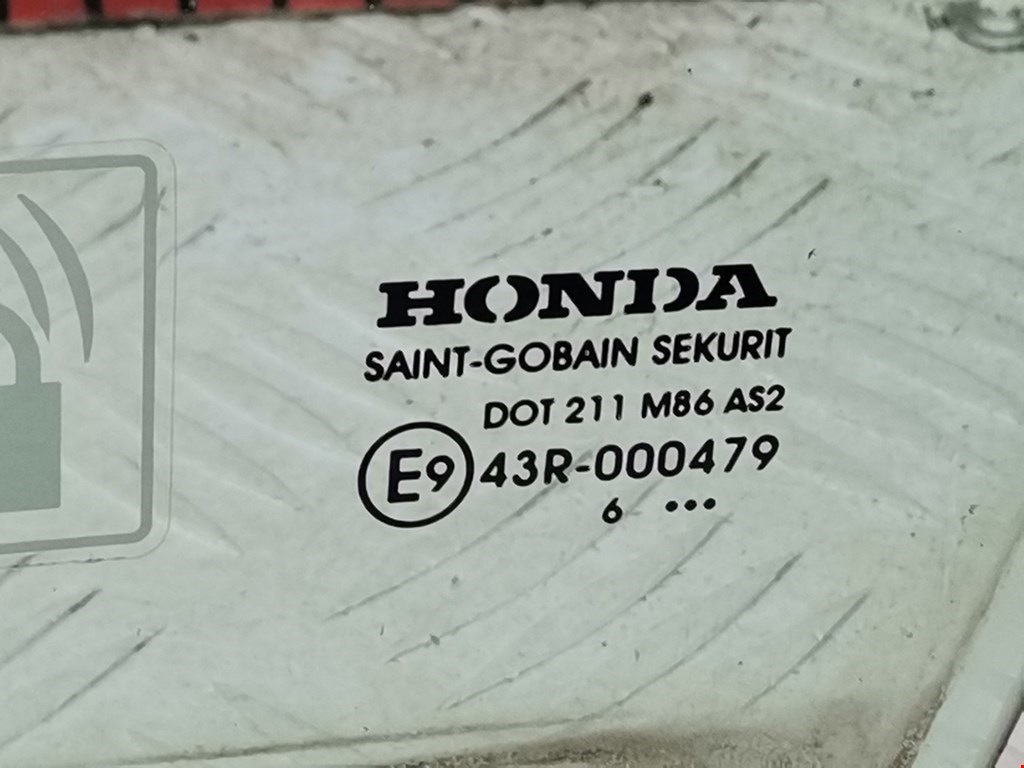 HONDA
SAINT-GOBAIN SEKURIT
DOT 211 M86 AS2
E9 43R-000479
6 •••